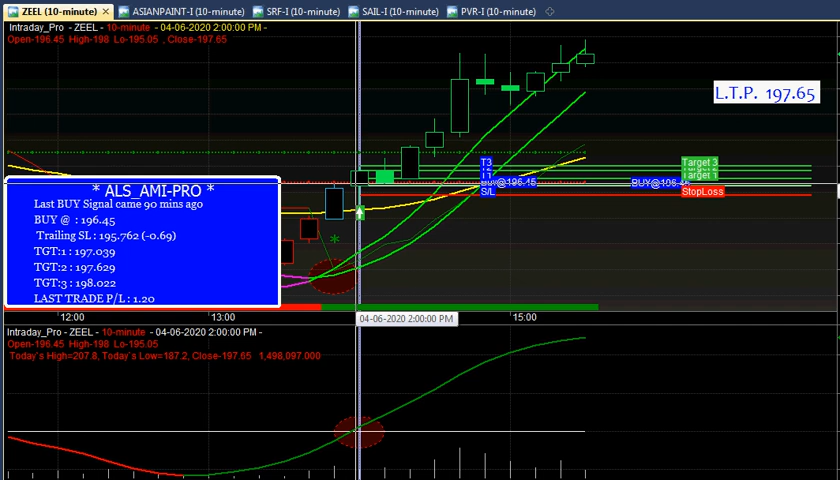 ZEEL (10-minute) ASIANPAINT-I (10-minute) SRF-I (10-minute) SAIL-I (10-minute) PVR-I (10-minute)
Intraday_Pro - ZEEL - 10-minute - 04-06-2020 2:00:00 PM -
Open-196.45 High-198 Lo-195.05 , Close-197.65
L.T.P. 197.65
T3 Target 3
Target 1
BUY@196.45
S/L StopLoss
* ALS_AMI-PRO *
Last BUY Signal came 90 mins ago
BUY @ : 196.45
Trailing SL : 195.762 (-0.69)
TGT:1 : 197.039
TGT:2 : 197.629
TGT:3 : 198.022
LAST TRADE P/L : 1.20
12:00 13:00 04-06-2020 2:00:00 PM 15:00
Intraday_Pro - ZEEL - 10-minute - 04-06-2020 2:00:00 PM -
Open-196.45 High-198 Lo-195.05
Today`s High=207.8, Today`s Low=187.2, Close-197.65 1,498,097.000